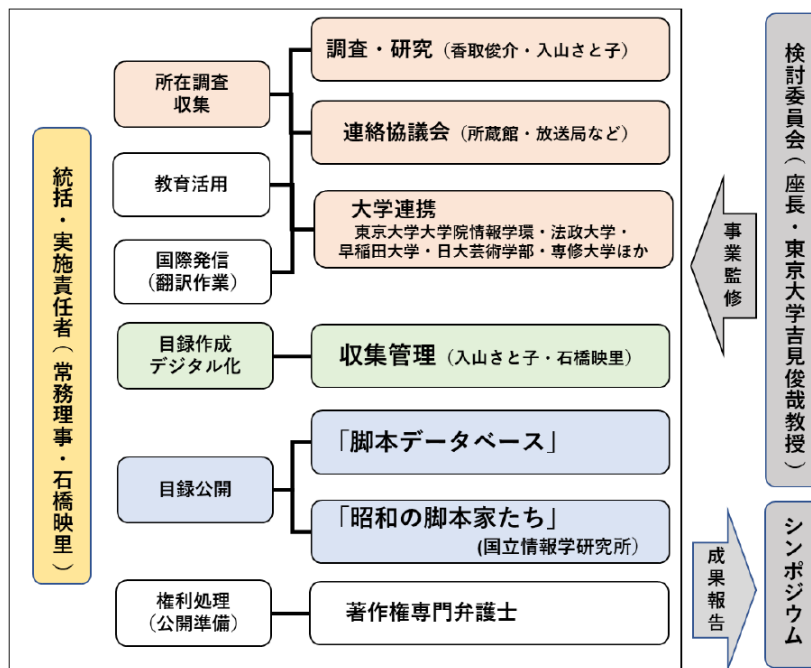 統括・実施責任者（常務理事・石橋映里）
所在調査
収集
教育活用
国際発信
（翻訳作業）
目録作成
デジタル化
目録公開
権利処理
（公開準備）
調査・研究（香取俊介・入山さと子）
連絡協議会（所蔵館・放送局など）
大学連携
東京大学大学院情報学環・法政大学・
早稲田大学・日大芸術学部・専修大学ほか
収集管理（入山さと子・石橋映里）
「脚本データベース」
「昭和の脚本家たち」
(国立情報学研究所）
著作権専門弁護士
事業監修
検討委員会（座長・東京大学吉見俊哉教授）
成果報告
シンポジウム